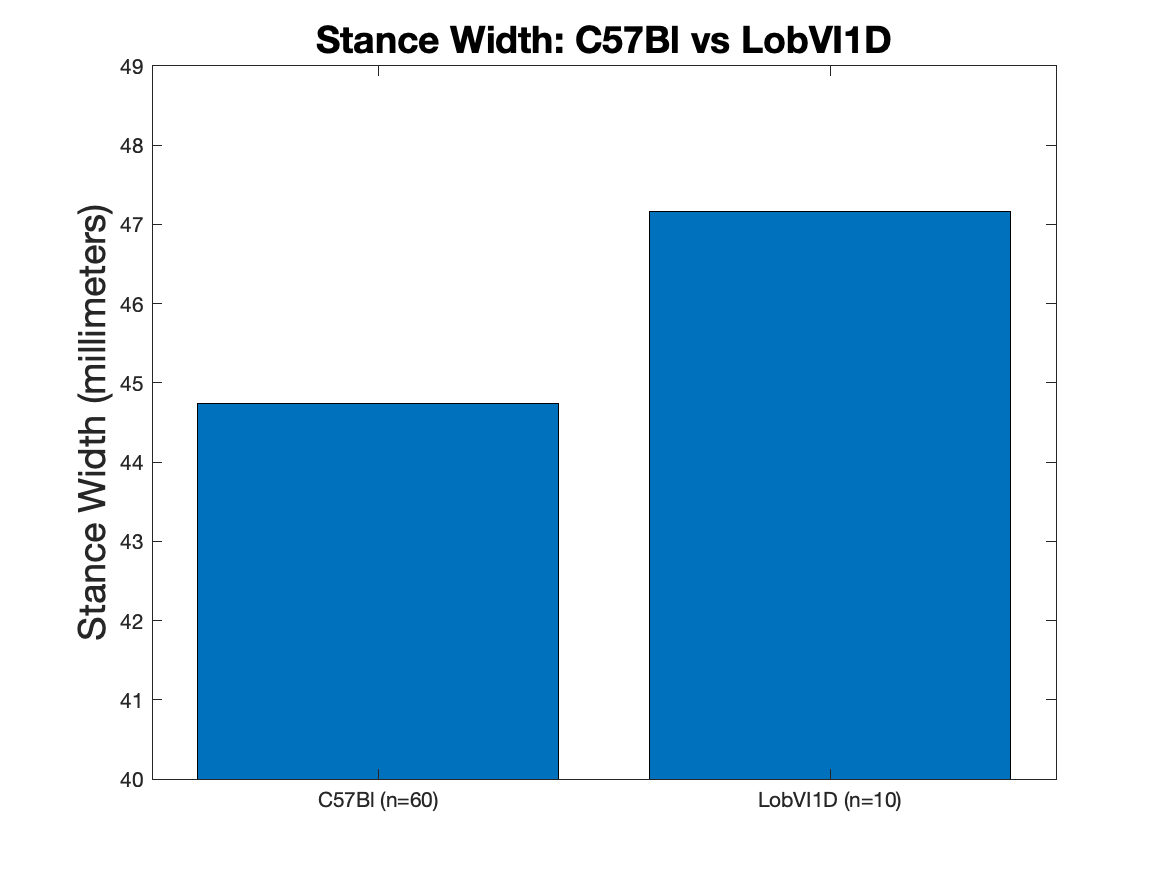 Stance Width: C57Bl vs LobVI1D
Stance Width (millimeters)
49
48
47
46
45
44
43
42
41
40
C57Bl (n=60)
LobVI1D (n=10)